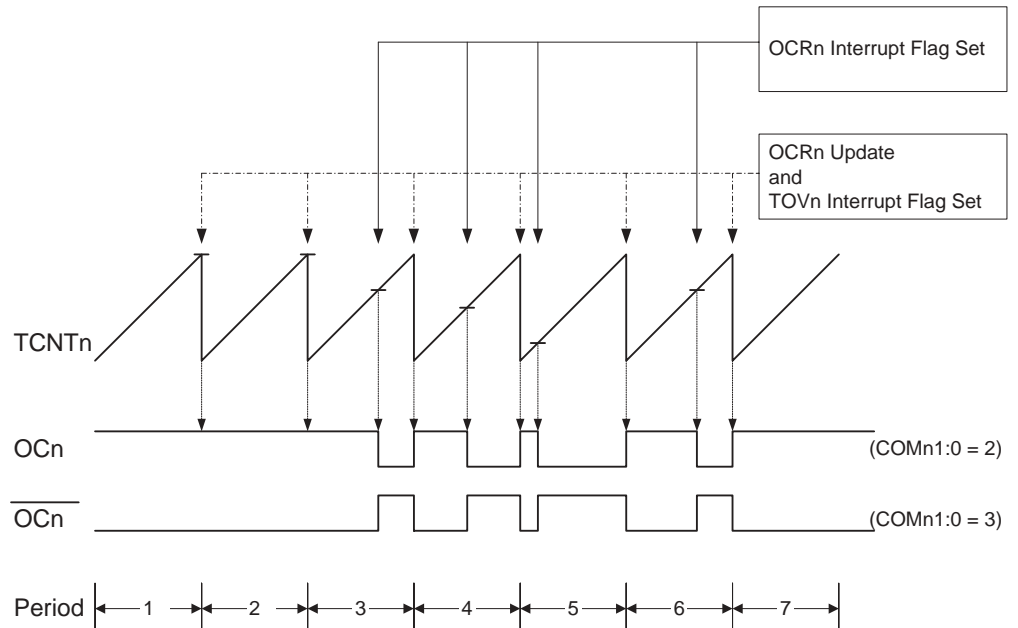 OCRn Interrupt Flag Set
OCRn Update
and
TOVn Interrupt Flag Set
TCNTn
OCn
(COMn1:0 = 2)
OCn
(COMn1:0 = 3)
Period 1 2 3 4 5 6 7